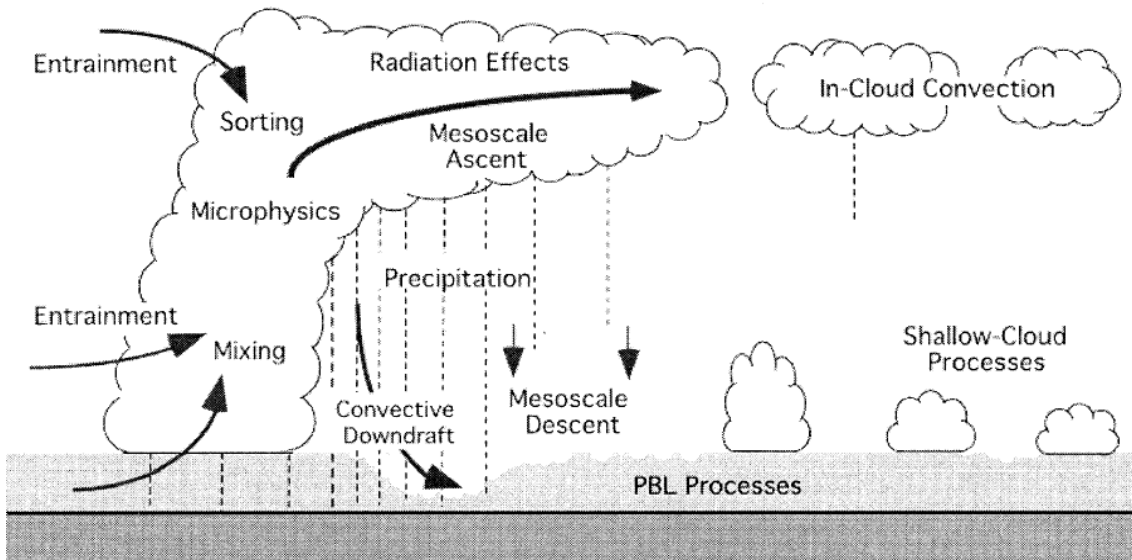 Entrainment
Radiation Effects
In-Cloud Convection
Sorting
Mesoscale
Ascent
Microphysics
Precipitation
Entrainment
Mixing
Shallow-Cloud
Processes
Convective
Downdraft
Mesoscale
Descent
PBL Processes